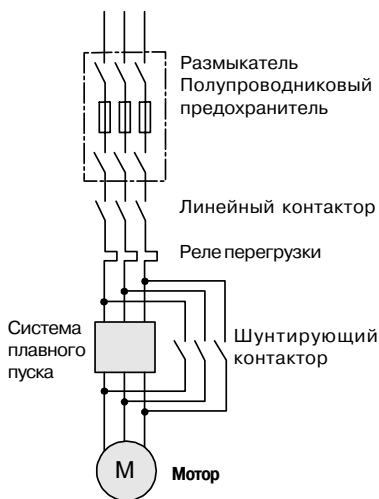 Размыкатель
Полупроводниковый
предохранитель
Линейный контактор
Реле перегрузки
Система
плавного
пуска
Шунтирующий
контактор
М
Мотор